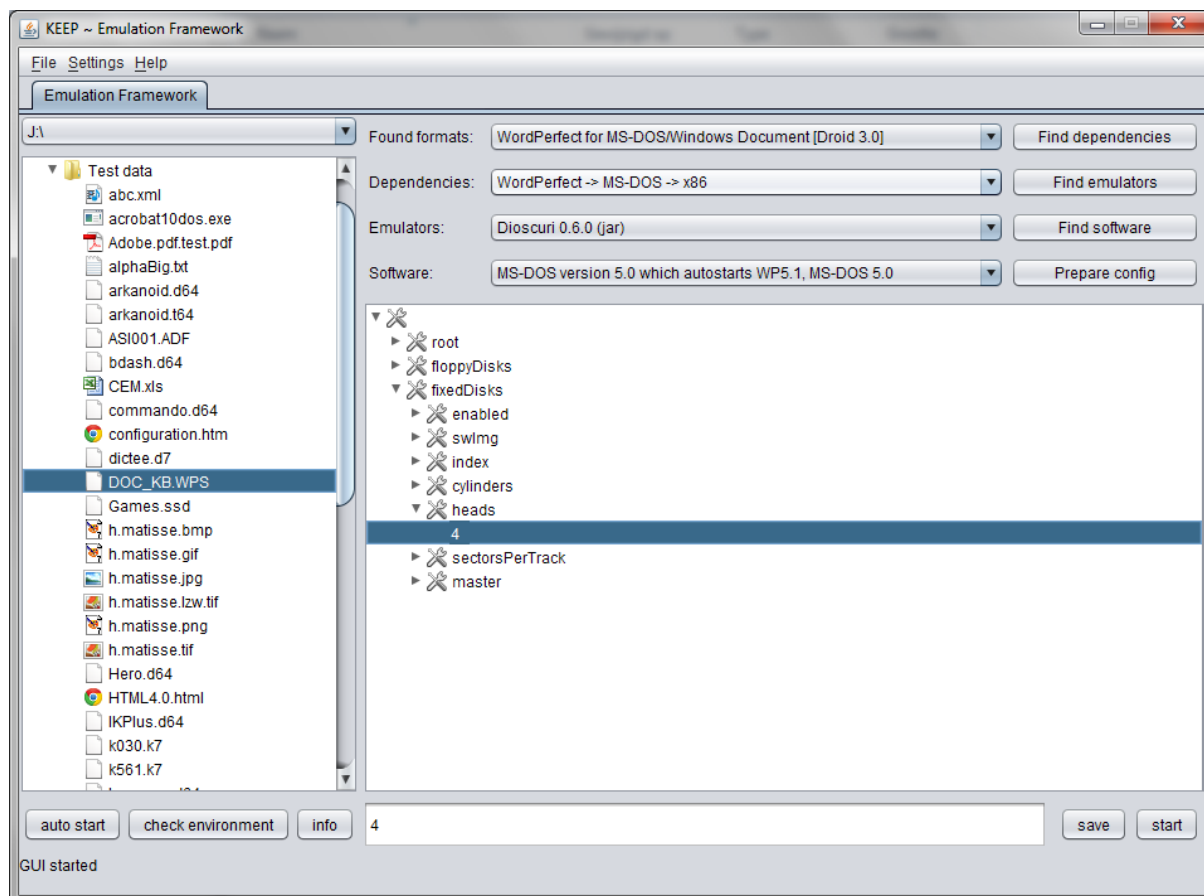 KEEP ~ Emulation Framework
File Settings Help
Emulation Framework
J:\
Test data
abc.xml
acrobat10dos.exe
Adobe.pdf.test.pdf
alphaBig.txt
arkanoid.d64
arkanoid.t64
ASI001.ADF
bdash.d64
CEM.xls
commando.d64
configuration.htm
dictee.d7
DOC_KB.WPS
Games.ssd
h.matisse.bmp
h.matisse.gif
h.matisse.jpg
h.matisse.lzw.tif
h.matisse.png
h.matisse.tif
Hero.d64
HTML4.0.html
IKPlus.d64
k030.k7
k561.k7
Found formats: WordPerfect for MS-DOS/Windows Document [Droid 3.0] Find dependencies
Dependencies: WordPerfect -> MS-DOS -> x86 Find emulators
Emulators: Dioscuri 0.6.0 (jar) Find software
Software: MS-DOS version 5.0 which autostarts WP5.1, MS-DOS 5.0 Prepare config
root
floppyDisks
fixedDisks
enabled
swImg
index
cylinders
heads
4
sectorsPerTrack
master
auto start check environment info 4 save start
GUI started